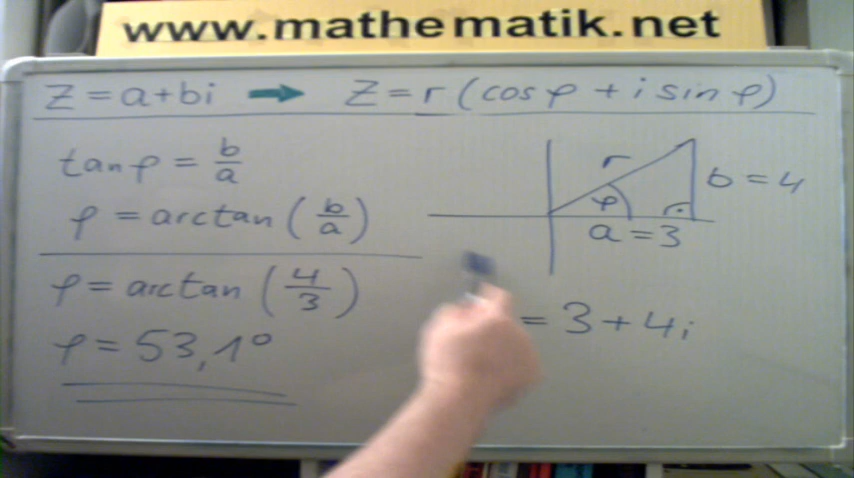 www.mathematik.net
z = a + bi → z = r (cos φ + i sin φ)
tan φ = b/a
φ = arctan (b/a)
φ = arctan (4/3)
φ = 53,1°
r
b = 4
φ
a = 3
= 3 + 4i